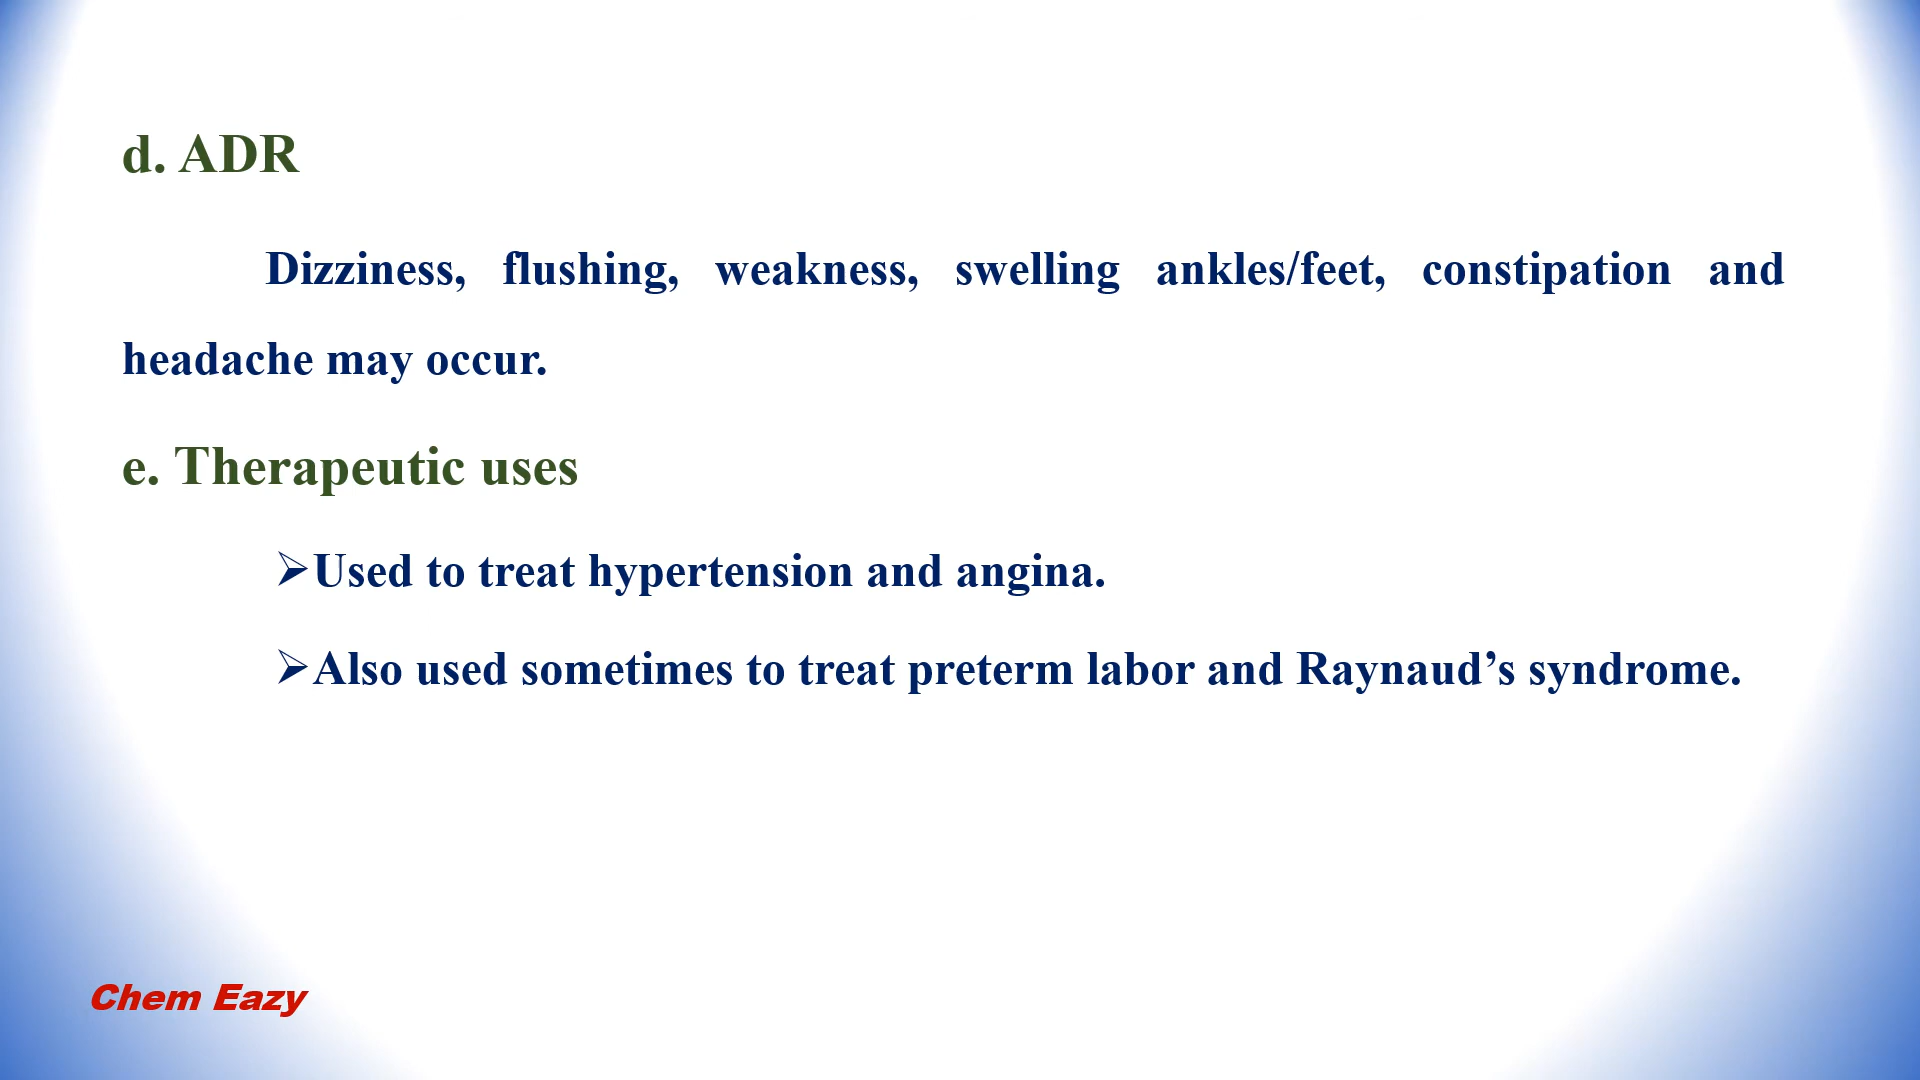 d. ADR
Dizziness, flushing, weakness, swelling ankles/feet, constipation and
headache may occur.
e. Therapeutic uses
➢Used to treat hypertension and angina.
➢Also used sometimes to treat preterm labor and Raynaud’s syndrome.
Chem Eazy